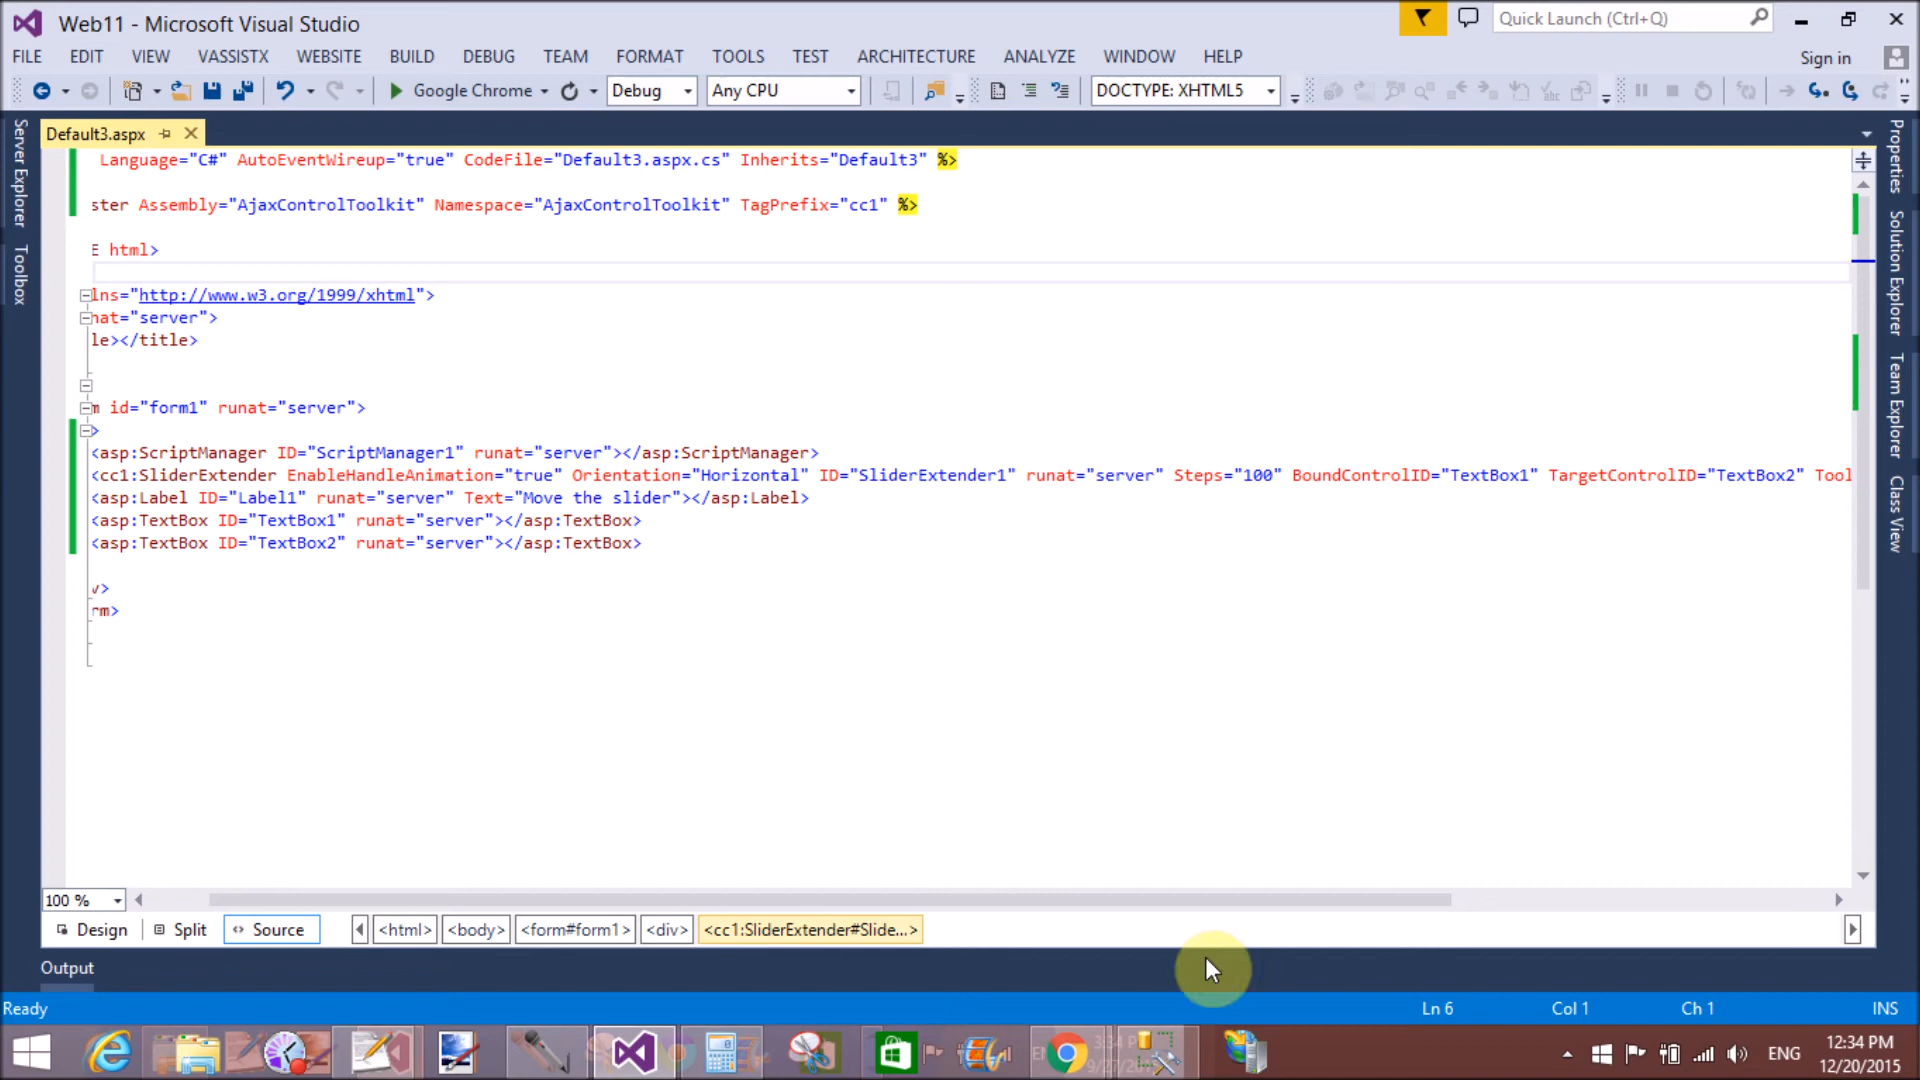 Web11 - Microsoft Visual Studio
Quick Launch (Ctrl+Q)
FILE EDIT VIEW VASSISTX WEBSITE BUILD DEBUG TEAM FORMAT TOOLS TEST ARCHITECTURE ANALYZE WINDOW HELP
Sign in
Google Chrome Debug Any CPU DOCTYPE: XHTML5
Default3.aspx
Server Explorer
Toolbox
Language="C#" AutoEventWireup="true" CodeFile="Default3.aspx.cs" Inherits="Default3" %>
ster Assembly="AjaxControlToolkit" Namespace="AjaxControlToolkit" TagPrefix="cc1" %>
E html>
lns="http://www.w3.org/1999/xhtml">
nat="server">
le></title>
m id="form1" runat="server">
>
<asp:ScriptManager ID="ScriptManager1" runat="server"></asp:ScriptManager>
<cc1:SliderExtender EnableHandleAnimation="true" Orientation="Horizontal" ID="SliderExtender1" runat="server" Steps="100" BoundControlID="TextBox1" TargetControlID="TextBox2" Tool
<asp:Label ID="Label1" runat="server" Text="Move the slider"></asp:Label>
<asp:TextBox ID="TextBox1" runat="server"></asp:TextBox>
<asp:TextBox ID="TextBox2" runat="server"></asp:TextBox>
v>
rm>
Properties
Solution Explorer
Team Explorer
Class View
100 %
Design Split Source <html> <body> <form#form1> <div> <cc1:SliderExtender#Slide...>
Output
Ready Ln 6 Col 1 Ch 1 INS
ENG
12:34 PM
12/20/2015